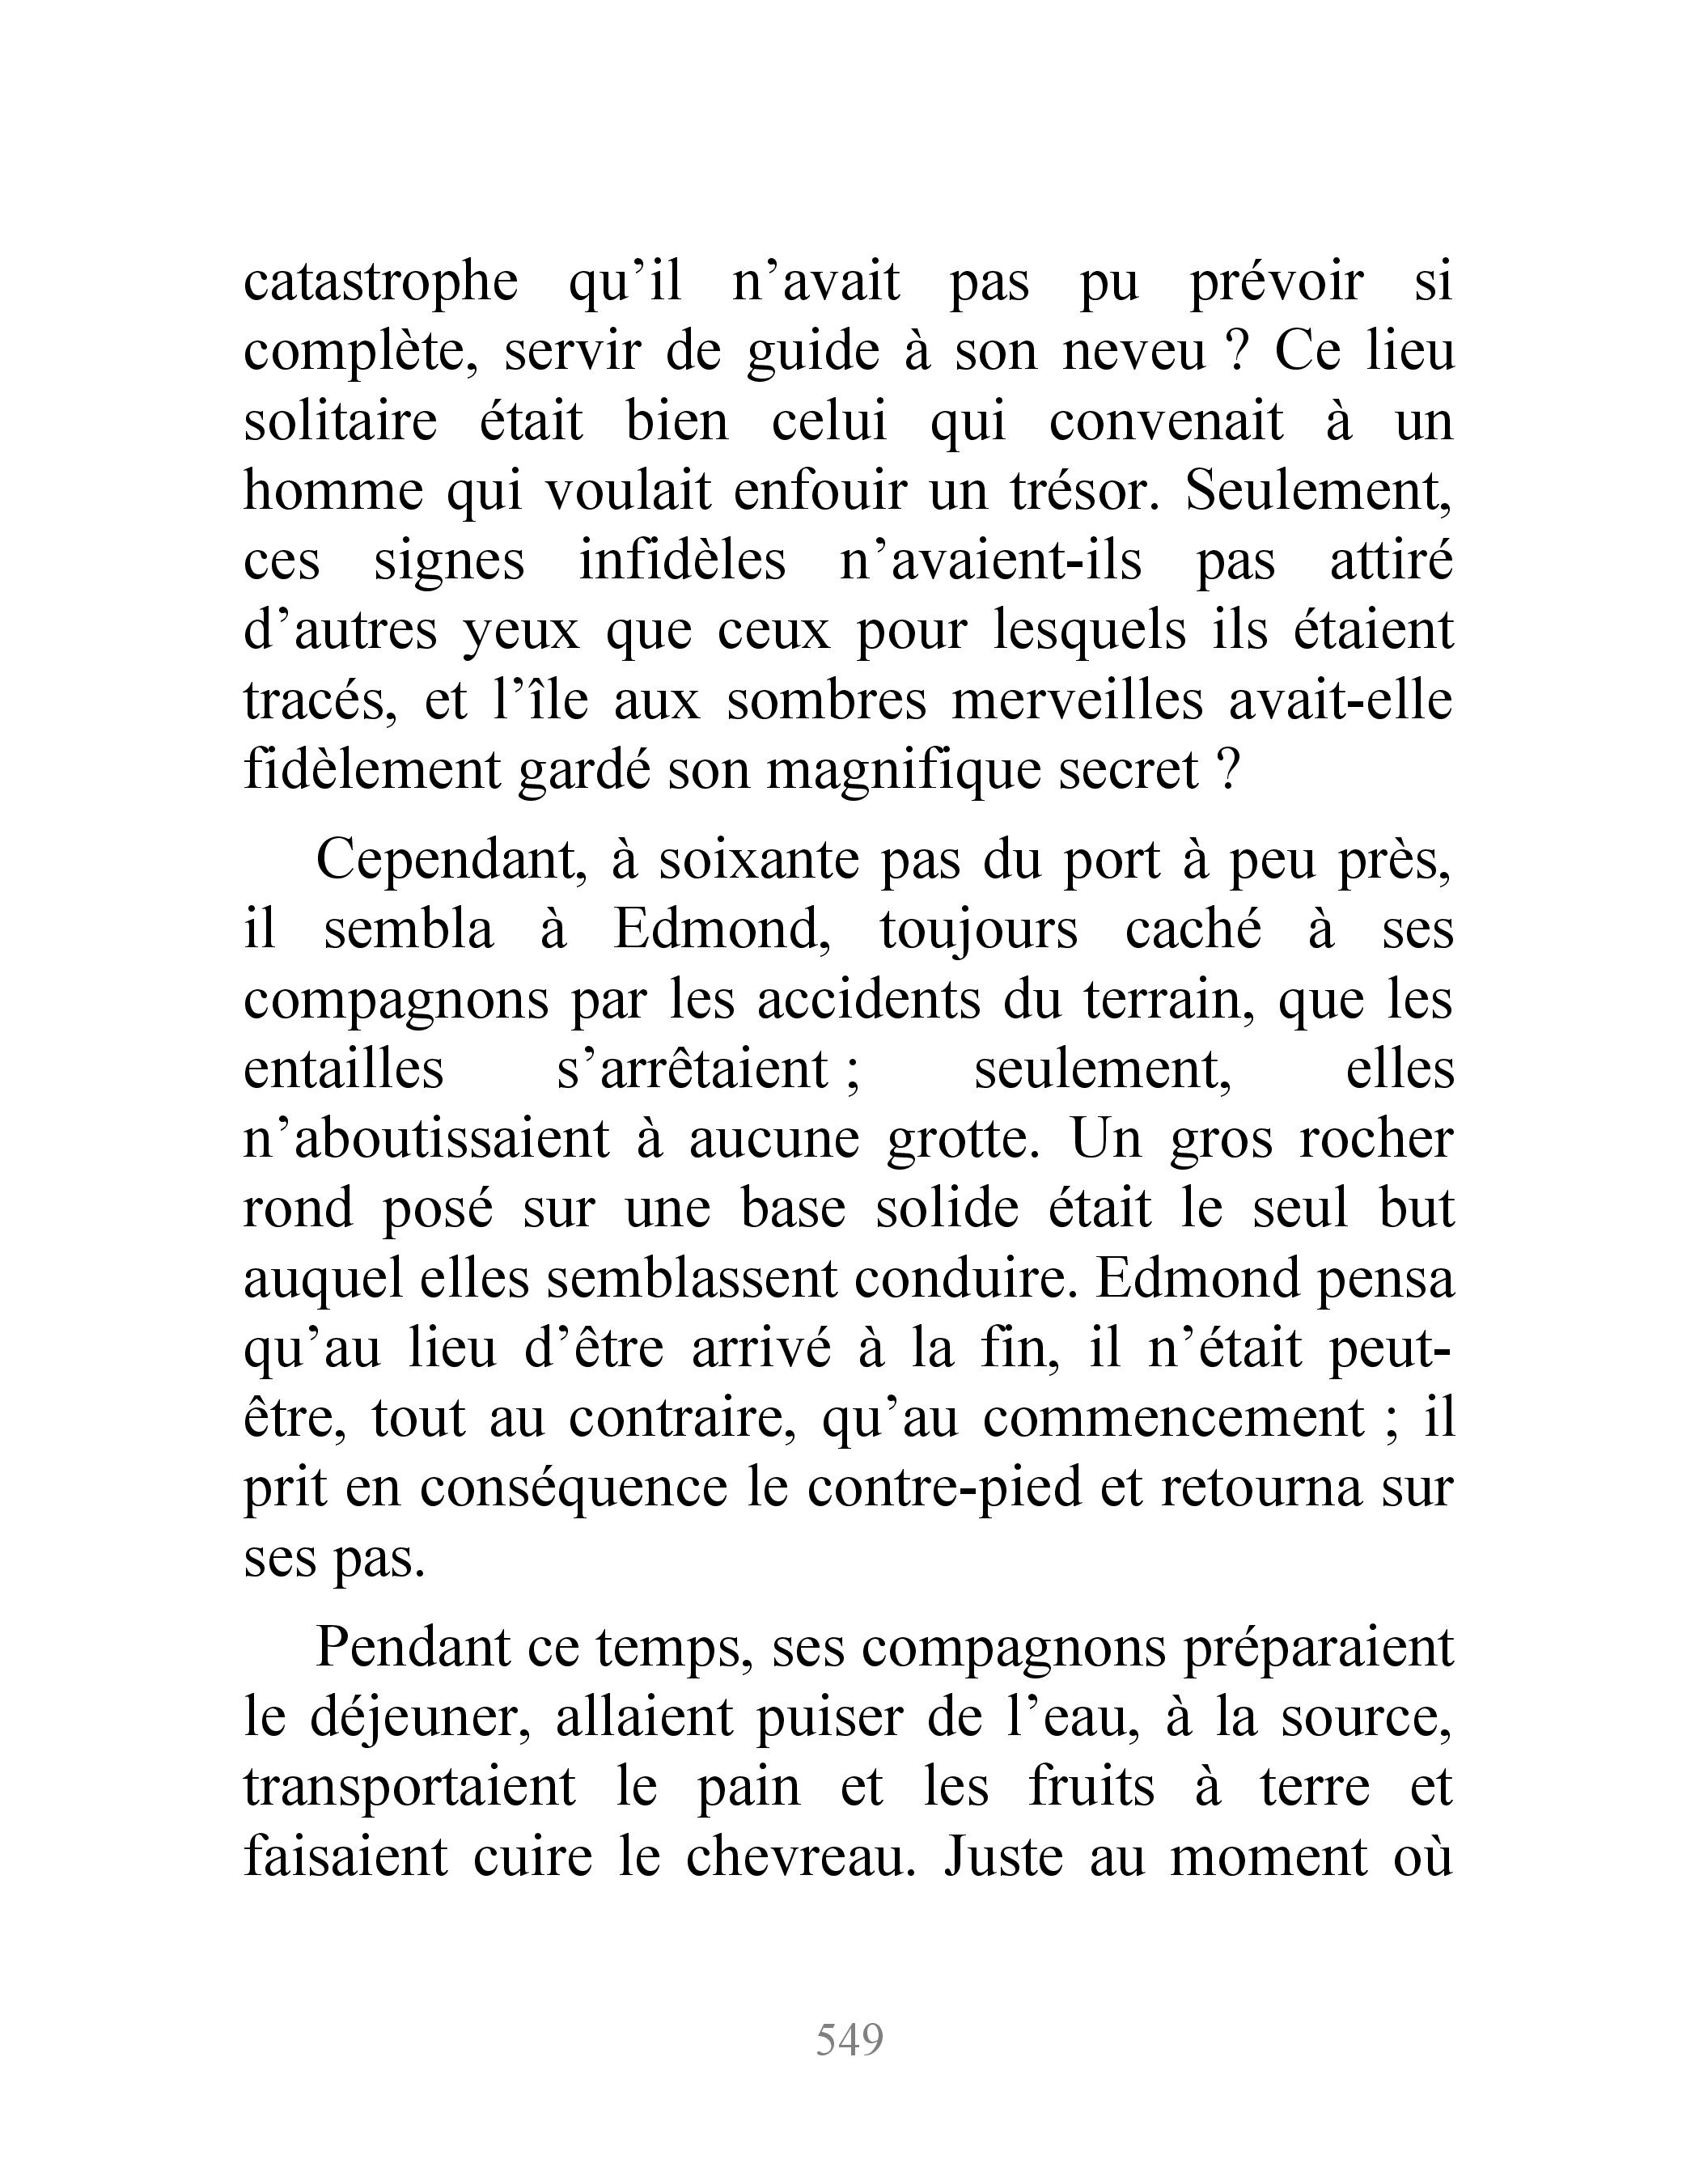 catastrophe qu’il n’avait pas pu prévoir si
complète, servir de guide à son neveu ? Ce lieu
solitaire était bien celui qui convenait à un
homme qui voulait enfouir un trésor. Seulement,
ces signes infidèles n’avaient-ils pas attiré
d’autres yeux que ceux pour lesquels ils étaient
tracés, et l’île aux sombres merveilles avait-elle
fidèlement gardé son magnifique secret ?
Cependant, à soixante pas du port à peu près,
il sembla à Edmond, toujours caché à ses
compagnons par les accidents du terrain, que les
entailles s’arrêtaient ; seulement, elles
n’aboutissaient à aucune grotte. Un gros rocher
rond posé sur une base solide était le seul but
auquel elles semblassent conduire. Edmond pensa
qu’au lieu d’être arrivé à la fin, il n’était peut-
être, tout au contraire, qu’au commencement ; il
prit en conséquence le contre-pied et retourna sur
ses pas.
Pendant ce temps, ses compagnons préparaient
le déjeuner, allaient puiser de l’eau, à la source,
transportaient le pain et les fruits à terre et
faisaient cuire le chevreau. Juste au moment où
549